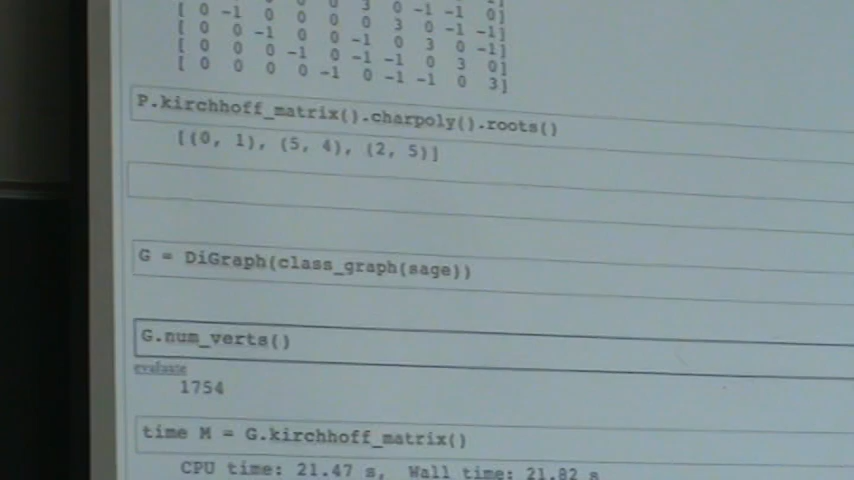 [ 0 -1 0 0 0 3 0 -1 -1 0]
[ 0 0 -1 0 0 0 3 0 -1 -1]
[ 0 0 0 -1 0 -1 0 3 0 -1]
[ 0 0 0 0 -1 -1 -1 0 3 0]
[ 0 0 0 0 -1 0 -1 -1 0 3]
P.kirchhoff_matrix().charpoly().roots()
[(0, 1), (5, 4), (2, 5)]
G = DiGraph(class_graph(sage))
G.num_verts()
evaluate
1754
time M = G.kirchhoff_matrix()
CPU time: 21.47 s, Wall time: 21.82 s